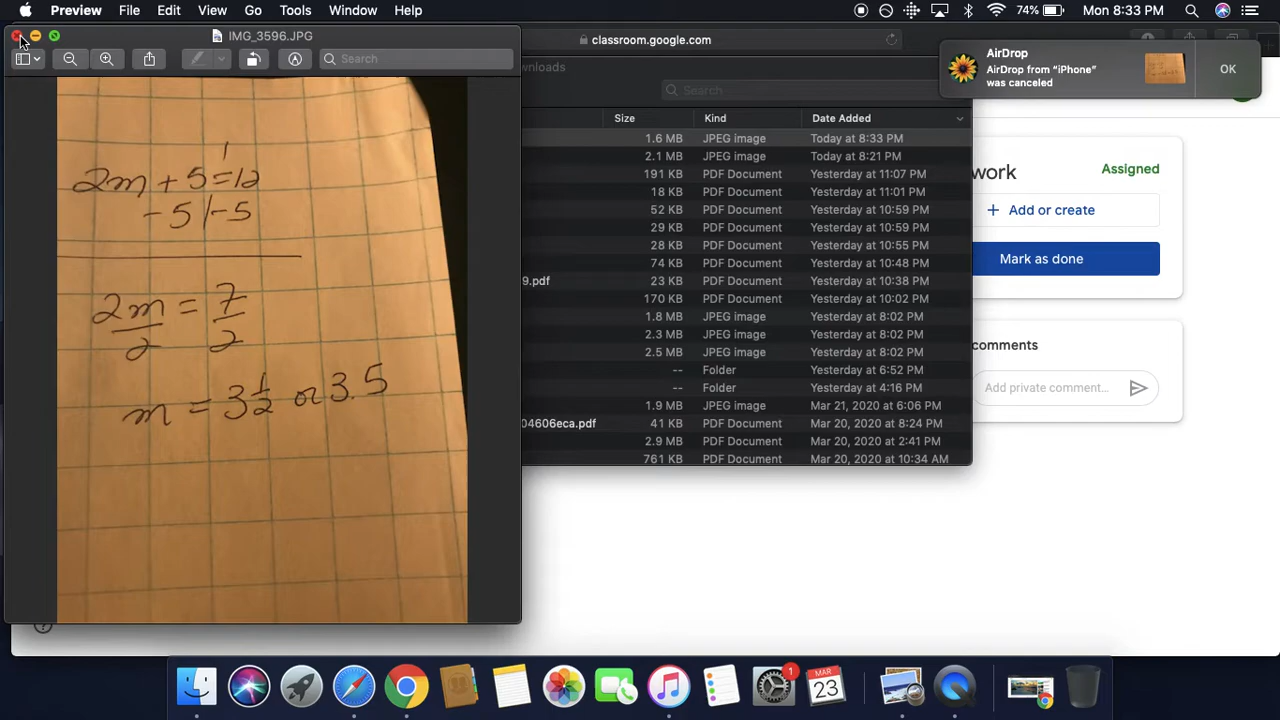 Preview File Edit View Go Tools Window Help 74% Mon 8:33 PM
IMG_3596.JPG
Search
classroom.google.com
AirDrop
AirDrop from “iPhone”
was canceled
OK
wnloads
Search
Size Kind Date Added
1.6 MB JPEG image Today at 8:33 PM
2.1 MB JPEG image Today at 8:21 PM
191 KB PDF Document Yesterday at 11:07 PM
18 KB PDF Document Yesterday at 11:01 PM
52 KB PDF Document Yesterday at 10:59 PM
29 KB PDF Document Yesterday at 10:59 PM
28 KB PDF Document Yesterday at 10:55 PM
74 KB PDF Document Yesterday at 10:48 PM
9.pdf 23 KB PDF Document Yesterday at 10:38 PM
170 KB PDF Document Yesterday at 10:02 PM
1.8 MB JPEG image Yesterday at 8:02 PM
2.3 MB JPEG image Yesterday at 8:02 PM
2.5 MB JPEG image Yesterday at 8:02 PM
-- Folder Yesterday at 6:52 PM
-- Folder Yesterday at 4:16 PM
1.9 MB JPEG image Mar 21, 2020 at 6:06 PM
04606eca.pdf 41 KB PDF Document Mar 20, 2020 at 8:24 PM
2.9 MB PDF Document Mar 20, 2020 at 2:41 PM
761 KB PDF Document Mar 20, 2020 at 10:34 AM
work Assigned
+ Add or create
Mark as done
comments
Add private comment...
2m + 5 = 12
-5 | -5
2m = 7
2 2
m = 3 1/2 or 3.5
1
MAR
23